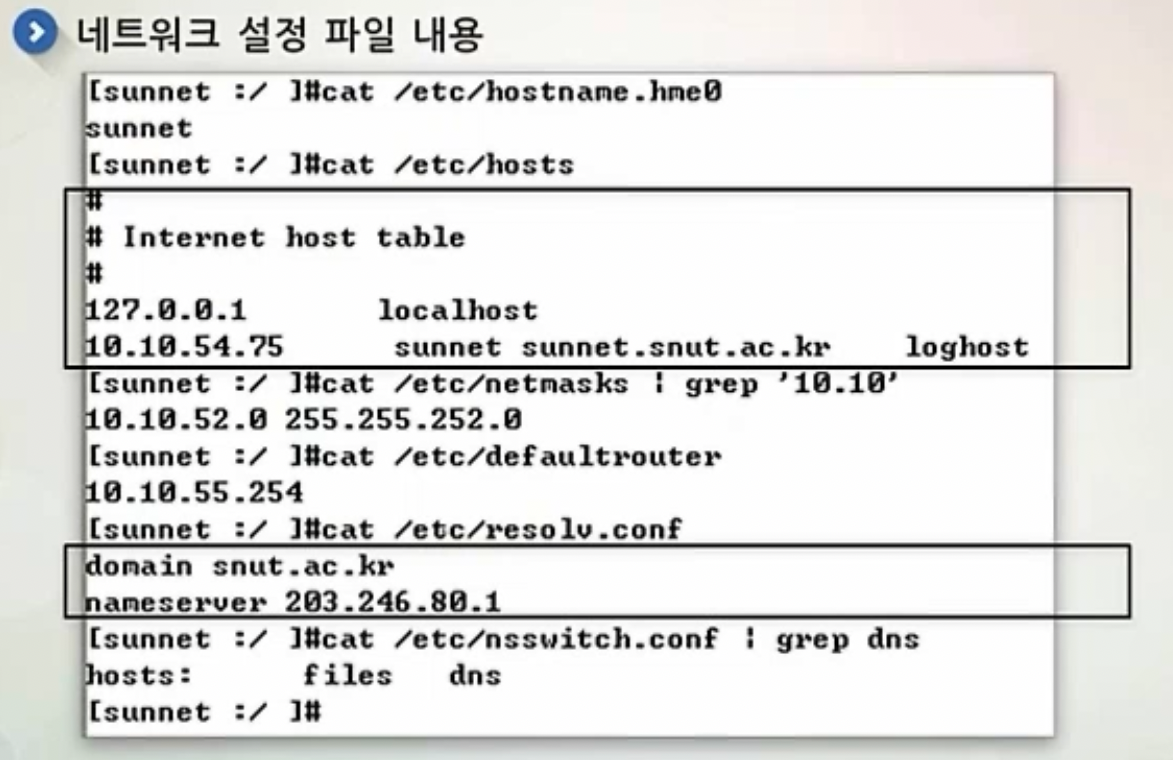 네트워크 설정 파일 내용
[sunnet :/ ]#cat /etc/hostname.hme0
sunnet
[sunnet :/ ]#cat /etc/hosts
#
# Internet host table
#
127.0.0.1 localhost
10.10.54.75 sunnet sunnet.snut.ac.kr loghost
[sunnet :/ ]#cat /etc/netmasks | grep '10.10'
10.10.52.0 255.255.252.0
[sunnet :/ ]#cat /etc/defaultrouter
10.10.55.254
[sunnet :/ ]#cat /etc/resolv.conf
domain snut.ac.kr
nameserver 203.246.80.1
[sunnet :/ ]#cat /etc/nsswitch.conf | grep dns
hosts: files dns
[sunnet :/ ]#